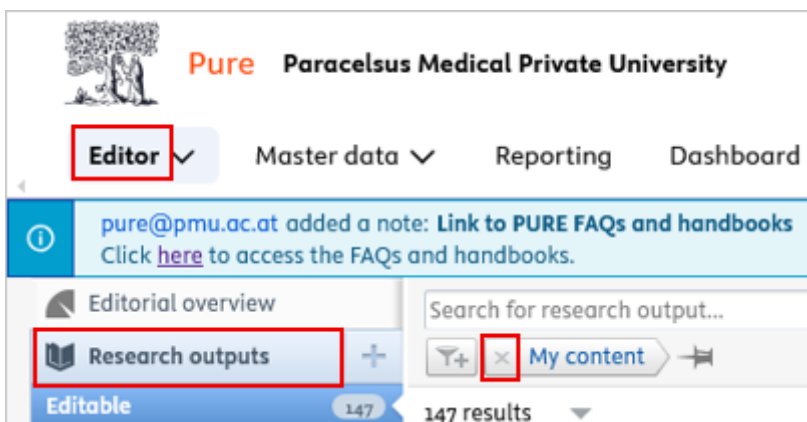 Pure Paracelsus Medical Private University
Editor Master data Reporting Dashboard
pure@pmu.ac.at added a note: Link to PURE FAQs and handbooks
Click here to access the FAQs and handbooks.
Editorial overview
Search for research output...
Research outputs
My content
Editable 147
147 results